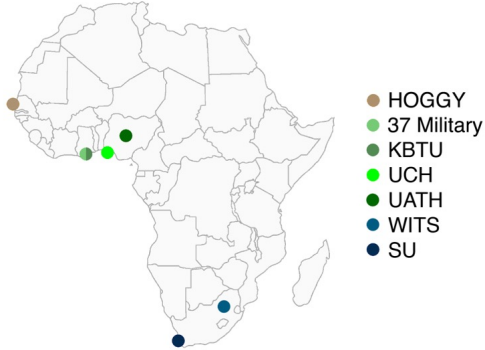 HOGGY
37 Military
KBTU
UCH
UATH
WITS
SU